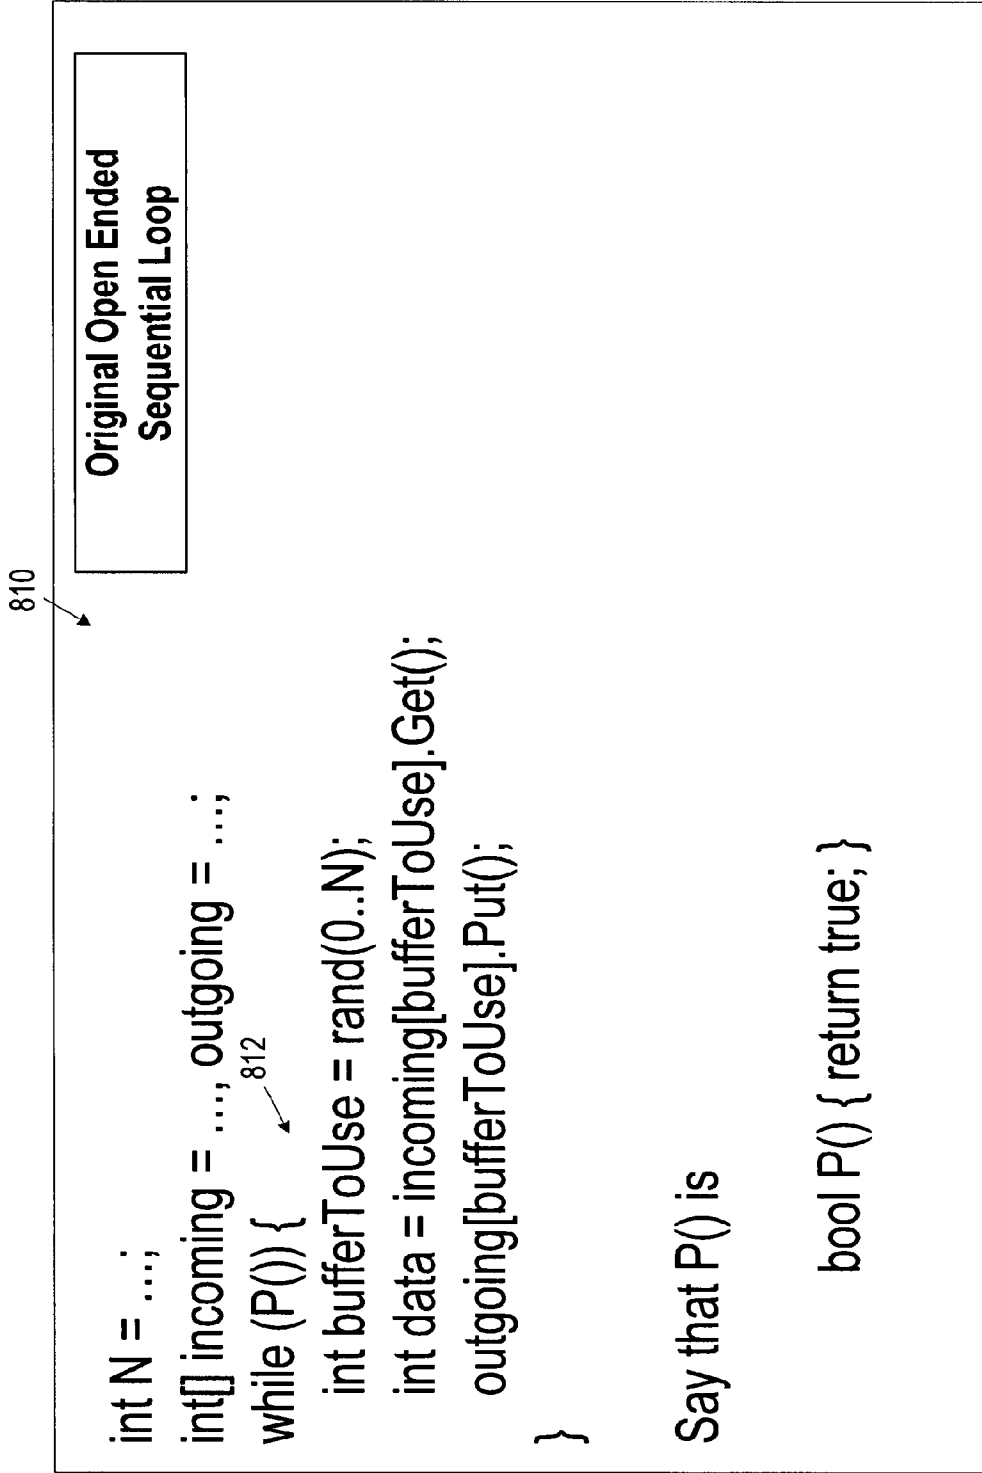 810
Original Open Ended
Sequential Loop
int N = ...;
int[] incoming = ..., outgoing = ...;
while (P()) {
812
int bufferToUse = rand(0..N);
int data = incoming[bufferToUse].Get();
outgoing[bufferToUse].Put();
}
Say that P() is
bool P() { return true; }